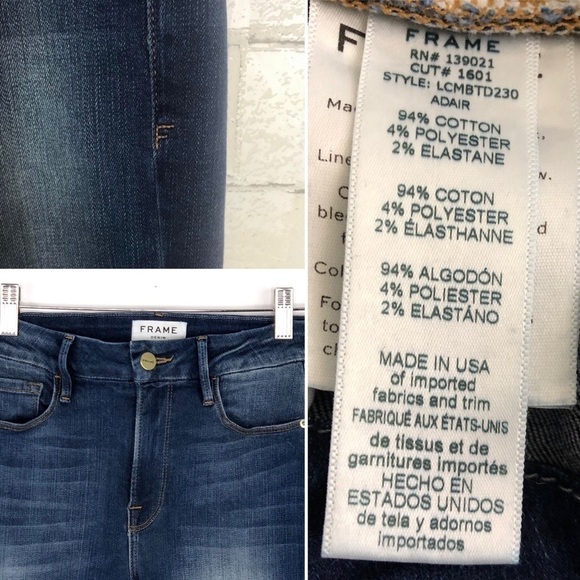 FRAME
DENIM
FRAME
RN# 139021
CUT# 1601
STYLE: LCMBTD230
ADAIR
94% COTTON
4% POLYESTER
2% ELASTANE
94% COTON
4% POLYESTER
2% ÉLASTHANNE
94% ALGODÓN
4% POLIESTER
2% ELASTÁNO
MADE IN USA
of imported
fabrics and trim
FABRIQUÉ AUX ÉTATS-UNIS
de tissus et de
garnitures importés
HECHO EN
ESTADOS UNIDOS
de tela y adornos
importados